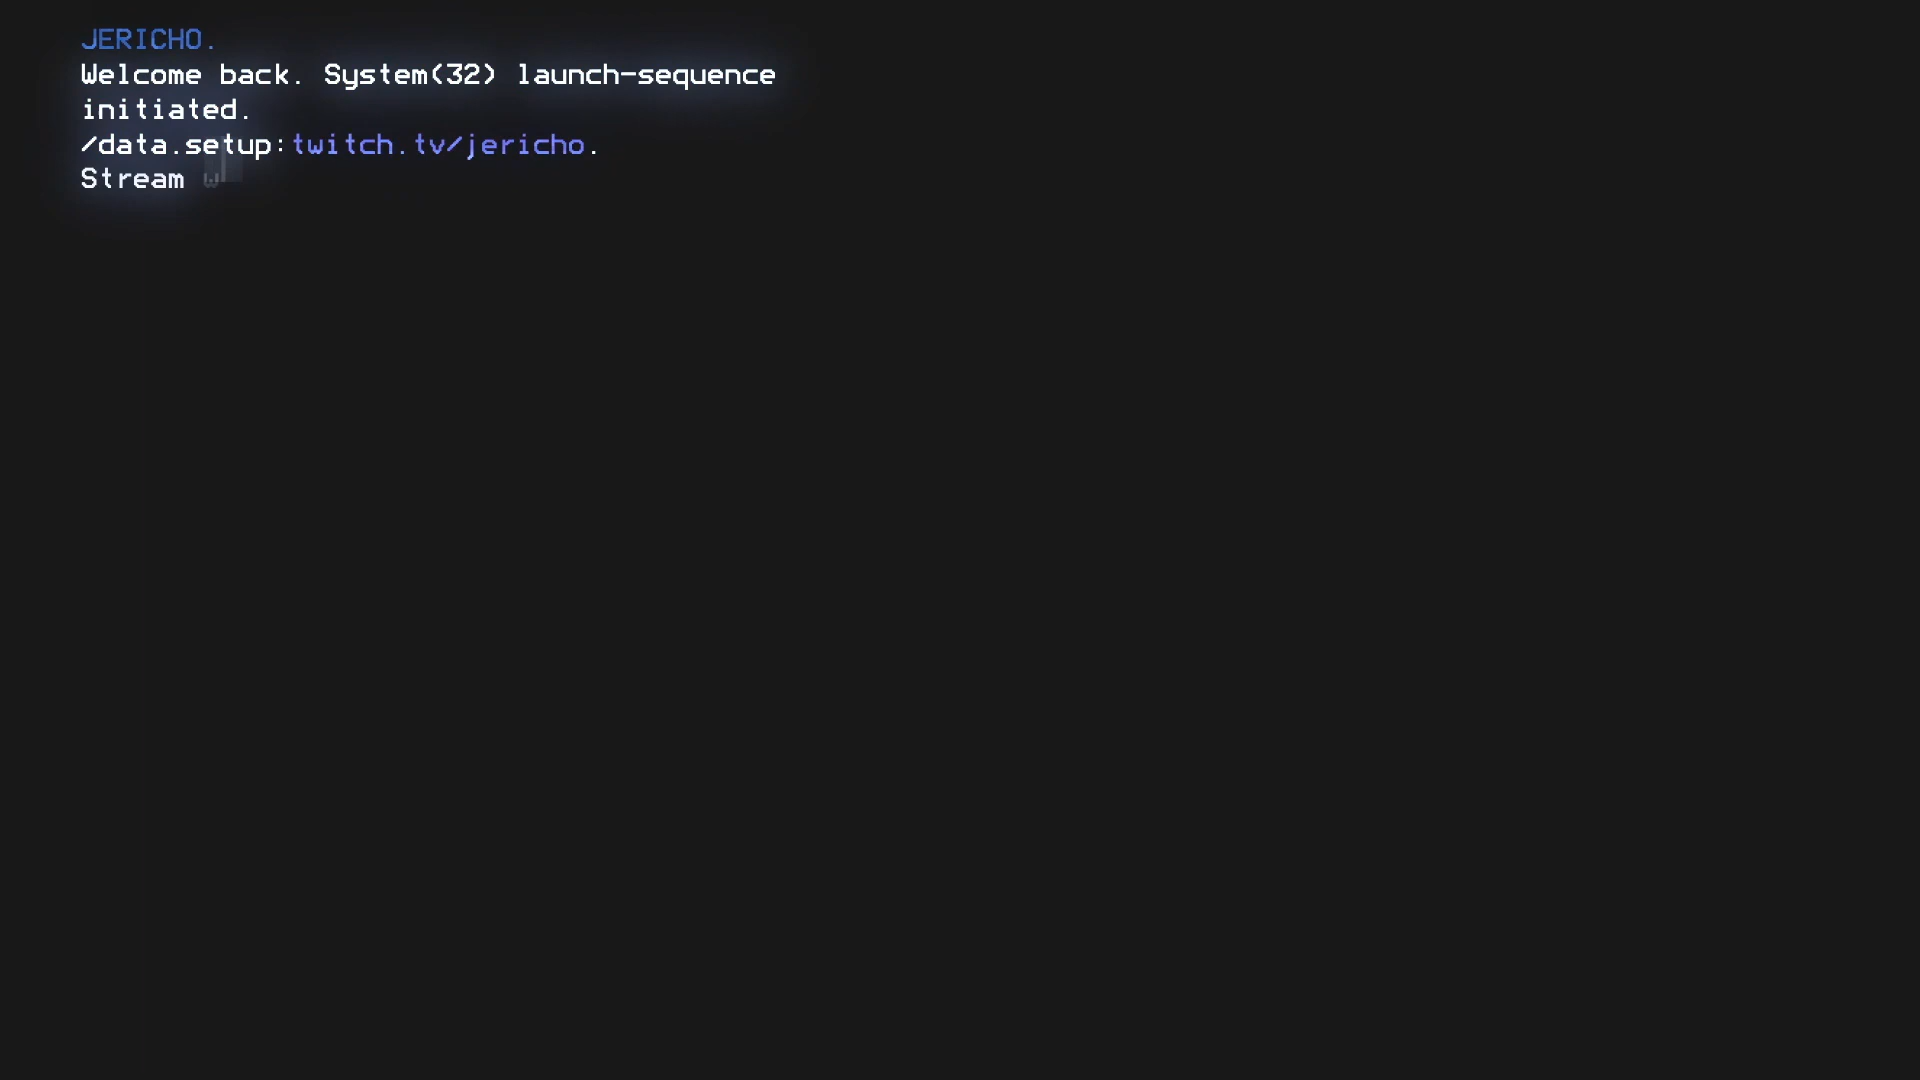 JERICHO.
Welcome back. System(32) launch-sequence
initiated.
/data.setup:twitch.tv/jericho.
Stream w